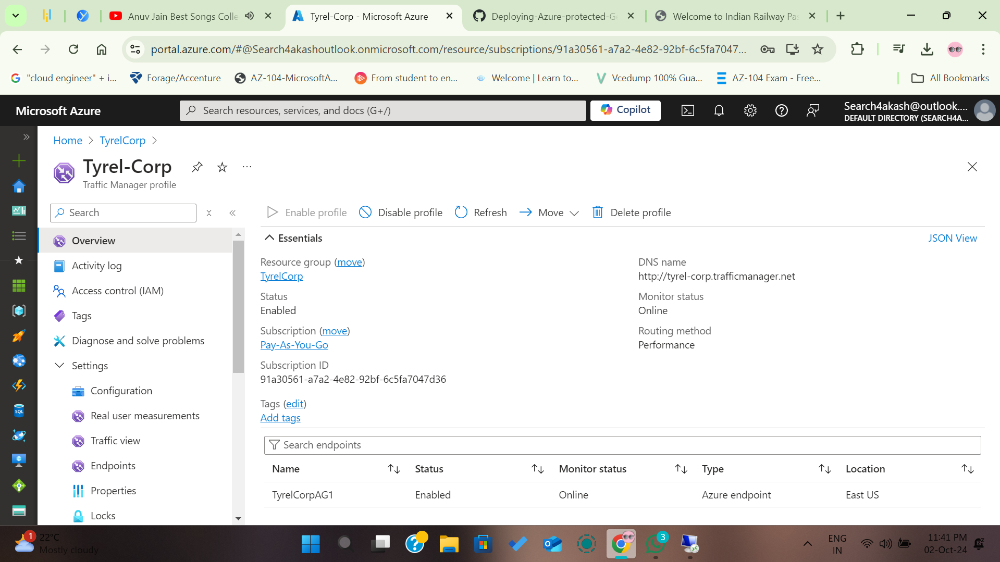 Anuv Jain Best Songs Colle
Tyrel-Corp - Microsoft Azure
Deploying-Azure-protected-G
Welcome to Indian Railway Pas
portal.azure.com/#@Search4akashoutlook.onmicrosoft.com/resource/subscriptions/91a30561-a7a2-4e82-92bf-6c5fa7047...
"cloud engineer" + i...
Forage/Accenture
AZ-104-MicrosoftA...
From student to en...
Welcome | Learn to...
Vcedump 100% Gua...
AZ-104 Exam - Free...
All Bookmarks
Microsoft Azure
Search resources, services, and docs (G+/)
Copilot
Search4akash@outlook....
DEFAULT DIRECTORY (SEARCH4A...
Home > TyrelCorp >
Tyrel-Corp
Traffic Manager profile
Search
Enable profile
Disable profile
Refresh
Move
Delete profile
Overview
Activity log
Access control (IAM)
Tags
Diagnose and solve problems
Settings
Configuration
Real user measurements
Traffic view
Endpoints
Properties
Locks
Essentials
JSON View
Resource group (move)
TyrelCorp
Status
Enabled
Subscription (move)
Pay-As-You-Go
Subscription ID
91a30561-a7a2-4e82-92bf-6c5fa7047d36
Tags (edit)
Add tags
DNS name
http://tyrel-corp.trafficmanager.net
Monitor status
Online
Routing method
Performance
Search endpoints
Name Status Monitor status Type Location
TyrelCorpAG1 Enabled Online Azure endpoint East US
SQL
1
22°C
Mostly cloudy
3
ENG
IN
11:41 PM
02-Oct-24